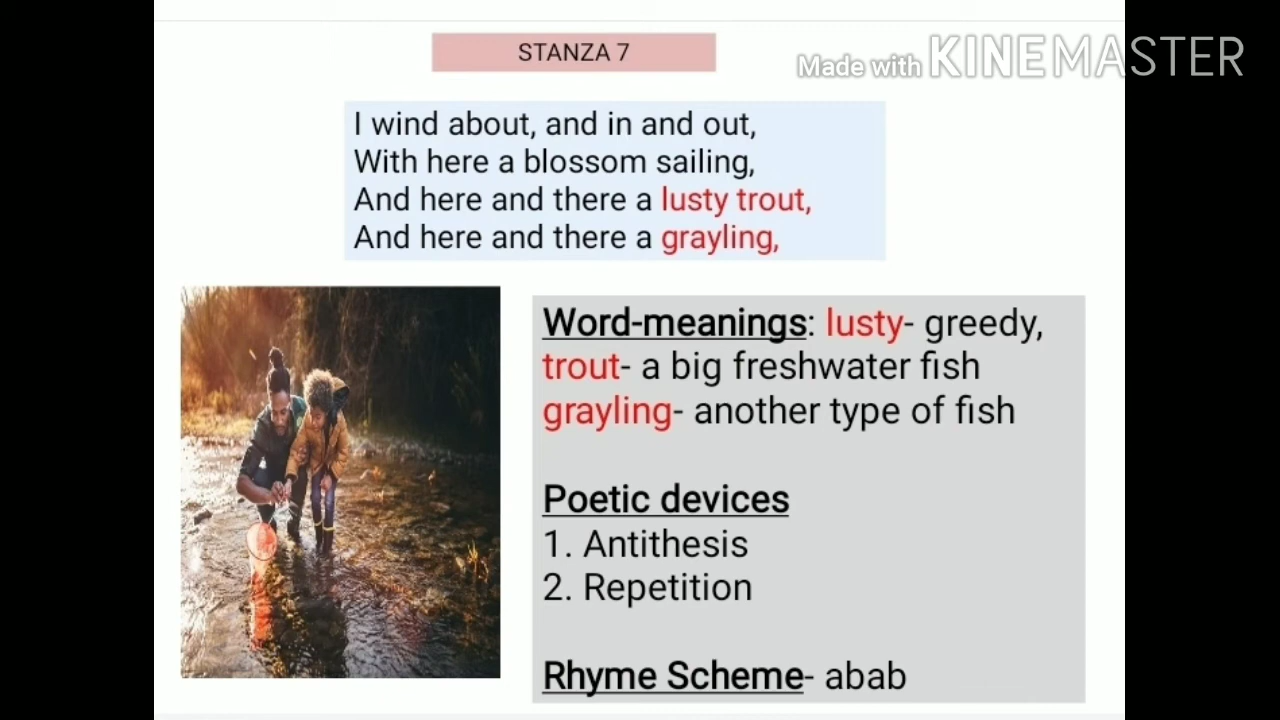 STANZA 7
Made with KINEMASTER
I wind about, and in and out,
With here a blossom sailing,
And here and there a lusty trout,
And here and there a grayling,
Word-meanings: lusty- greedy,
trout- a big freshwater fish
grayling- another type of fish
Poetic devices
1. Antithesis
2. Repetition
Rhyme Scheme- abab